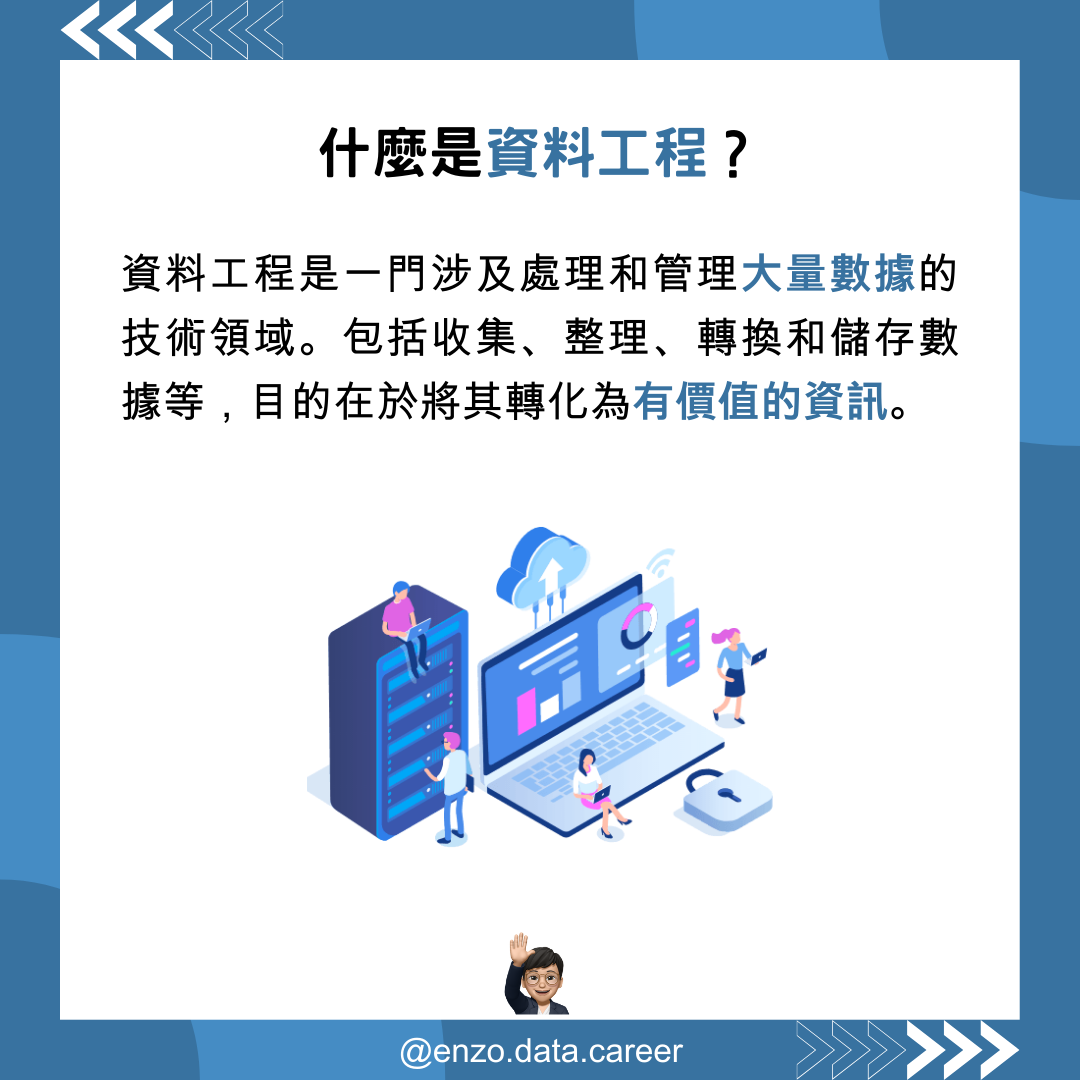 什麼是資料工程？
資料工程是一門涉及處理和管理大量數據的
技術領域。包括收集、整理、轉換和儲存數
據等，目的在於將其轉化為有價值的資訊。
@enzo.data.career